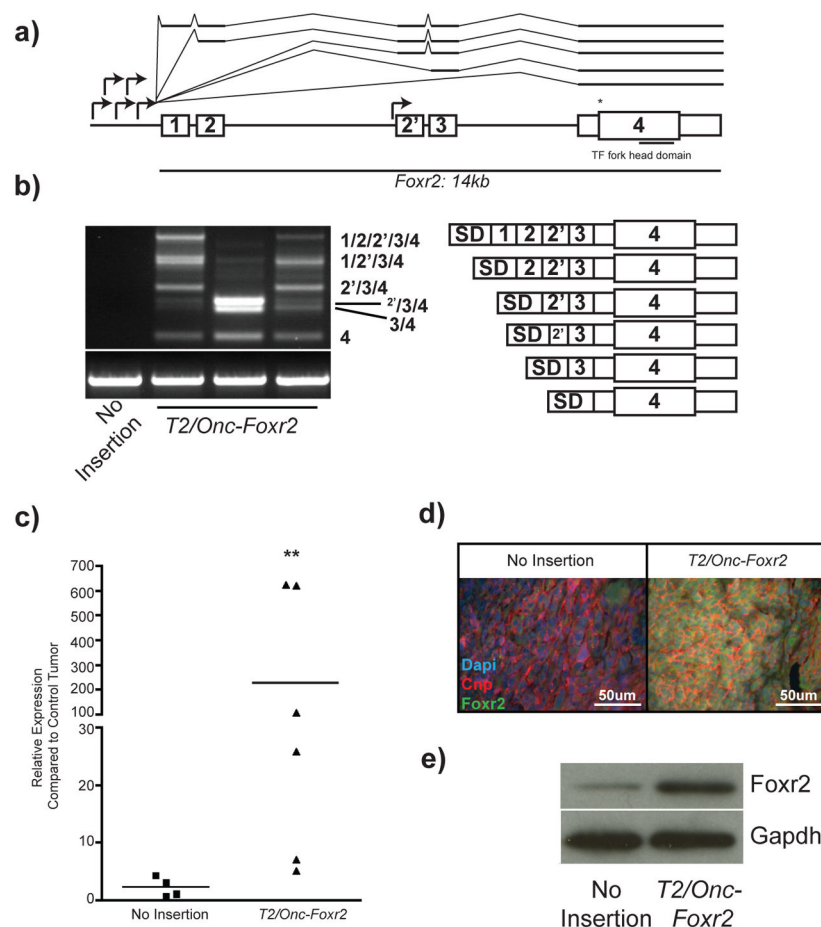 a)
1 2 2' 3 4
*
TF fork head domain
Foxr2: 14kb
b)
1/2/2'/3/4
1/2'/3/4
2'/3/4
2'/3/4
3/4
4
No Insertion
T2/Onc-Foxr2
SD 1 2 2' 3 4
SD 2 2' 3 4
SD 2' 3 4
SD 2' 3 4
SD 3 4
SD 4
c)
Relative Expression
Compared to Control Tumor
700
600
500
400
300
200
100
30
20
10
0
**
No Insertion
T2/Onc-Foxr2
d)
No Insertion
T2/Onc-Foxr2
Dapi
Cnp
Foxr2
50um
50um
e)
Foxr2
Gapdh
No
Insertion
T2/Onc-
Foxr2